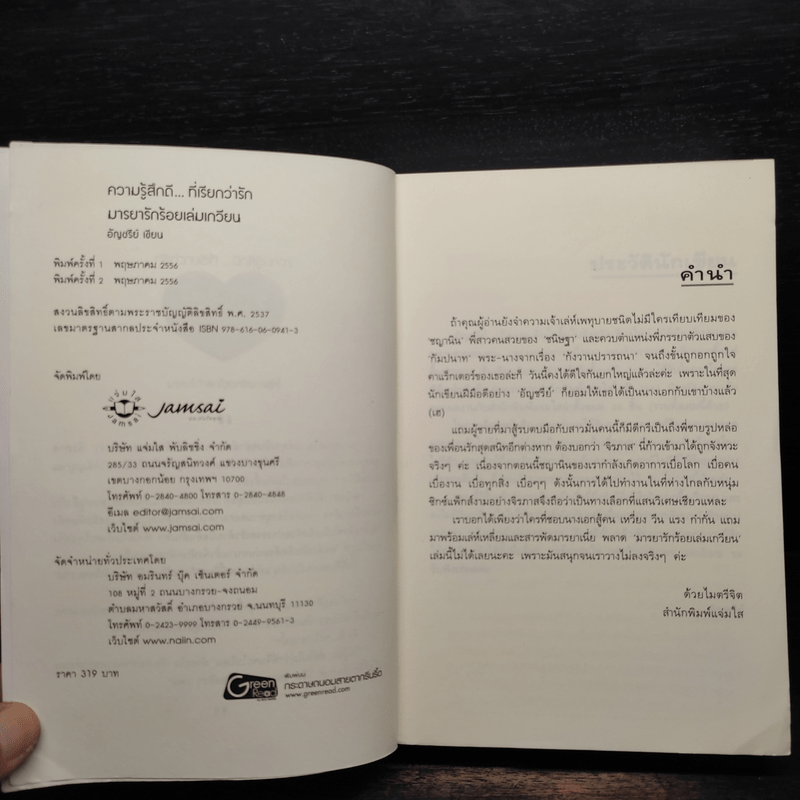 ความรู้สึกดี... ที่เรียกว่ารัก
มารยารักร้อยเล่มเกวียน
อัญชรีย์ เขียน
พิมพ์ครั้งที่ 1 พฤษภาคม 2556
พิมพ์ครั้งที่ 2 พฤษภาคม 2556
สงวนลิขสิทธิ์ตามพระราชบัญญัติลิขสิทธิ์ พ.ศ. 2537
เลขมาตรฐานสากลประจำหนังสือ ISBN 978-616-06-0941-3
จัดพิมพ์โดย
แจ่มใส
jamsai
jamsai
บริษัท แจ่มใส พับลิชชิ่ง จำกัด
285/33 ถนนจรัญสนิทวงศ์ แขวงบางขุนศรี
เขตบางกอกน้อย กรุงเทพฯ 10700
โทรศัพท์ 0-2840-4800 โทรสาร 0-2840-4848
อีเมล editor@jamsai.com
เว็บไซต์ www.jamsai.com
จัดจำหน่ายทั่วประเทศโดย
บริษัท อมรินทร์ บุ๊ค เซ็นเตอร์ จำกัด
108 หมู่ที่ 2 ถนนบางกรวย-จงถนอม
ตำบลมหาสวัสดิ์ อำเภอบางกรวย จ.นนทบุรี 11130
โทรศัพท์ 0-2423-9999 โทรสาร 0-2449-9561-3
เว็บไซต์ www.naiin.com
ราคา 319 บาท
Green Read
พิมพ์บน
กระดาษถนอมสายตากรีนรี้ด
www.greenread.com
คำนำ
ถ้าคุณผู้อ่านยังจำความเจ้าเล่ห์เพทุบายชนิดไม่มีใครเทียบเทียมของ
'ชญานิน' พี่สาวคนสวยของ 'ชนิษฐา' และควบตำแหน่งพี่ภรรยาตัวแสบของ
'กัมปนาท' พระ-นางจากเรื่อง 'กังวานปรารถนา' จนถึงขั้นถูกอกถูกใจ
คาแร็กเตอร์ของเธอล่ะก็ วันนี้คงได้ดีใจกันยกใหญ่แล้วล่ะค่ะ เพราะในที่สุด
นักเขียนฝีมือดีอย่าง 'อัญชรีย์' ก็ยอมให้เธอได้เป็นนางเอกกับเขาบ้างแล้ว
(เฮ)
แถมผู้ชายที่มาสู้รบตบมือกับสาวมั่นคนนี้ก็มีดีกรีเป็นถึงพี่ชายรูปหล่อ
ของเพื่อนรักสุดสนิทอีกต่างหาก ต้องบอกว่า 'จิรภาส' นี่ก้าวเข้ามาได้ถูกจังหวะ
จริงๆ ค่ะ เนื่องจากตอนนี้ชญานินของเรากำลังเกิดอาการเบื่อโลก เบื่อคน
เบื่องาน เบื่อทุกสิ่ง เบื่อๆๆ ดังนั้นการได้ไปทำงานในที่ห่างไกลกับหนุ่ม
ซิกซ์แพ็กส์งามอย่างจิรภาสจึงถือว่าเป็นทางเลือกที่แสนวิเศษเชียวแหละ
เราบอกได้เพียงว่าใครที่ชอบนางเอกสู้คน เหวี่ยง วีน แรง กำกั่น แถม
มาพร้อมเล่ห์เหลี่ยมและสารพัดมารยาเนี่ย พลาด 'มารยารักร้อยเล่มเกวียน'
เล่มนี้ไม่ได้เลยนะคะ เพราะมันสนุกจนเราวางไม่ลงจริงๆ ค่ะ
ด้วยไมตรีจิต
สำนักพิมพ์แจ่มใส